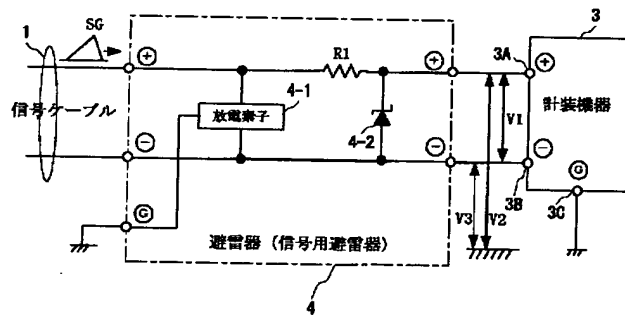 1
SG
信号ケーブル
+
R1
4-1
放電素子
4-2
+
3A
3
+
計装機器
V1
-
-
-
3B
G
3C
V3
V2
G
避雷器 (信号用避雷器)
4